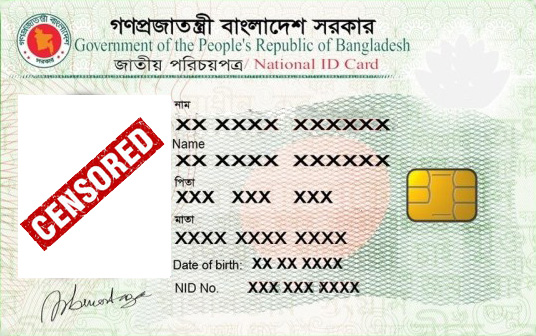 গণপ্রজাতন্ত্রী বাংলাদেশ সরকার
Government of the People's Republic of Bangladesh
জাতীয় পরিচয়পত্র / National ID Card
নাম
XX XXXX XXXXXX
Name
XX XXXX XXXXXX
পিতা
XXX XXX XXX
মাতা
XXXX XXXX XXXX
Date of birth: XX XX XXXX
NID No. XXX XXX XXXX
CENSORED